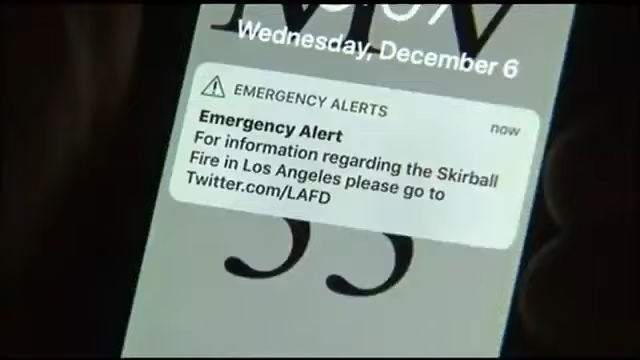 Wednesday, December 6
EMERGENCY ALERTS
now
Emergency Alert
For information regarding the Skirball
Fire in Los Angeles please go to
Twitter.com/LAFD